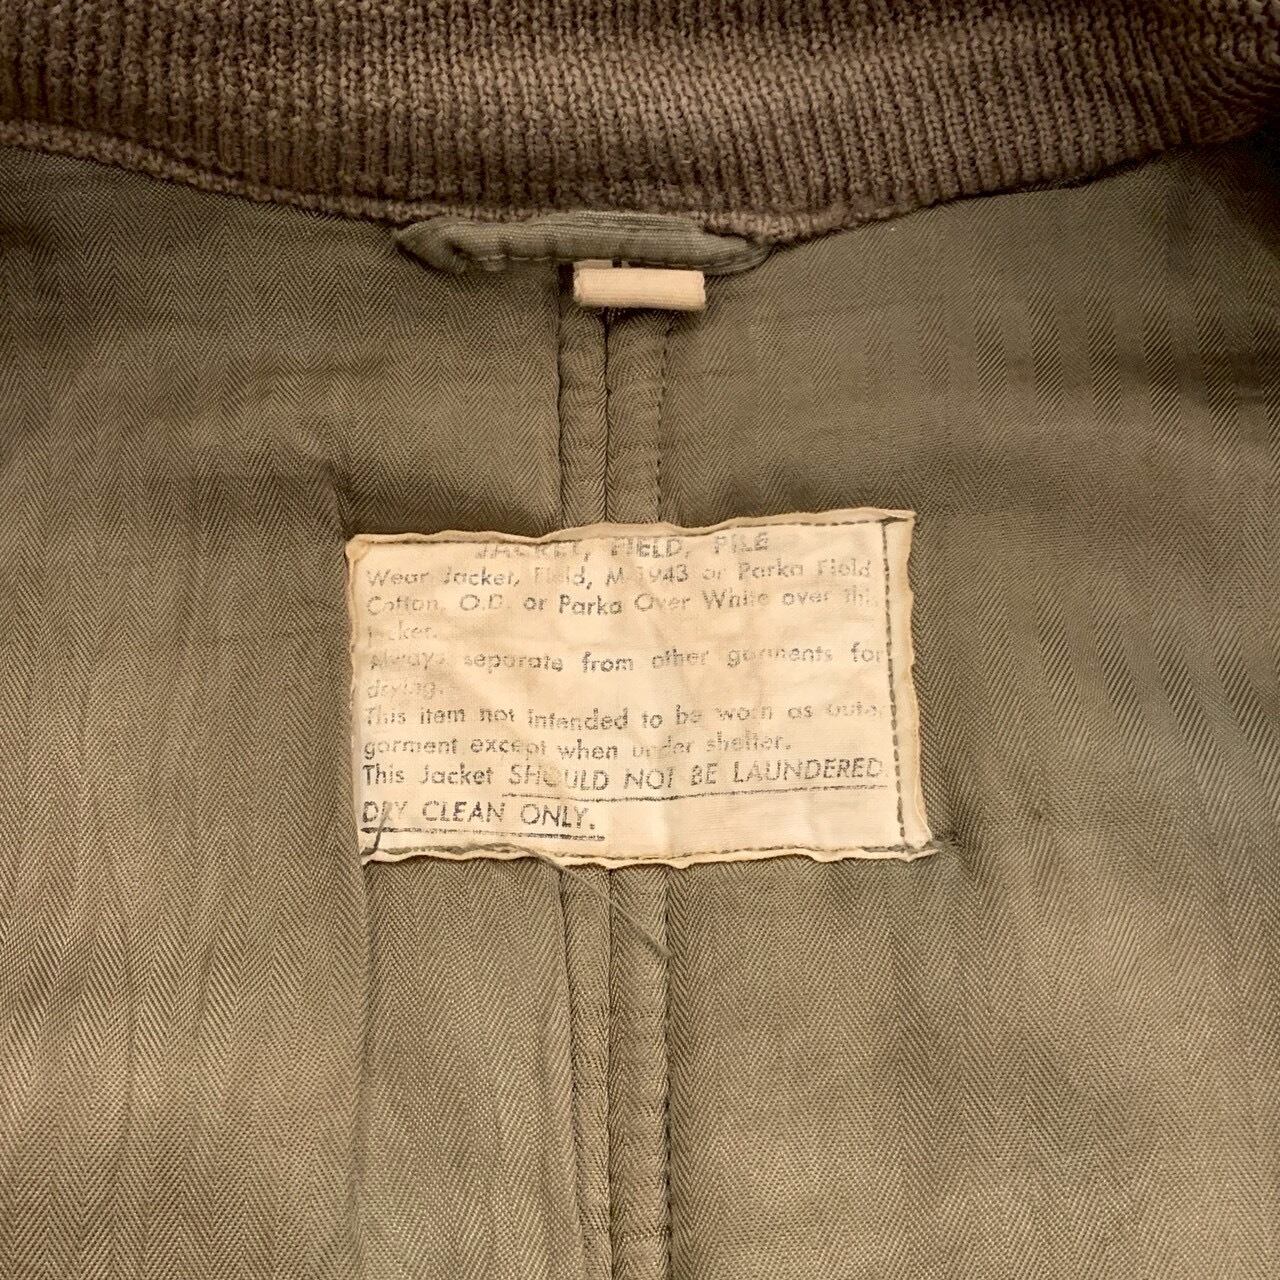 JACKET, FIELD, PILE
Wear Jacket, Field, M-1943 or Parka Field
Cotton, O.D. or Parka Over White over this
jacket.
Always separate from other garments for
drying.
This item not intended to be worn as outer
garment except when under shelter.
This Jacket SHOULD NOT BE LAUNDERED.
DRY CLEAN ONLY.